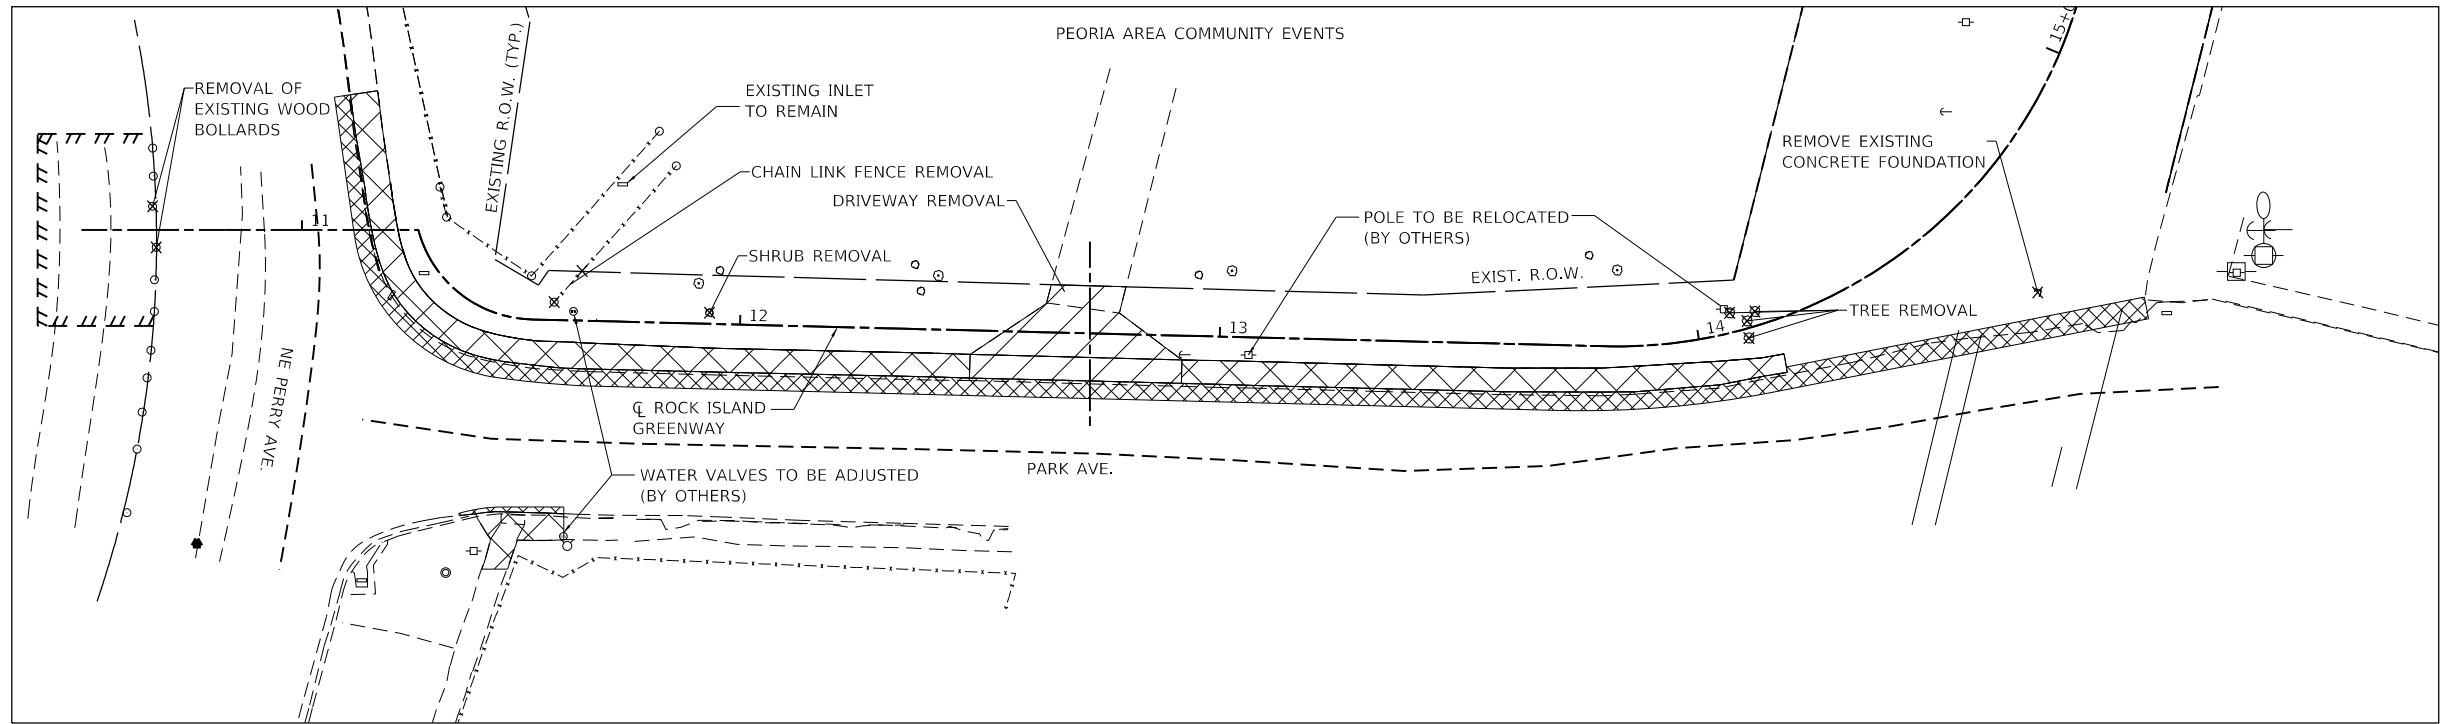 PEORIA AREA COMMUNITY EVENTS
15+0
EXISTING R.O.W. (TYP.)
REMOVAL OF
EXISTING WOOD
BOLLARDS
EXISTING INLET
TO REMAIN
REMOVE EXISTING
CONCRETE FOUNDATION
CHAIN LINK FENCE REMOVAL
DRIVEWAY REMOVAL
11
POLE TO BE RELOCATED
(BY OTHERS)
SHRUB REMOVAL
EXIST. R.O.W.
12
13
14
TREE REMOVAL
NE PERRY AVE.
℄ ROCK ISLAND
GREENWAY
PARK AVE.
WATER VALVES TO BE ADJUSTED
(BY OTHERS)